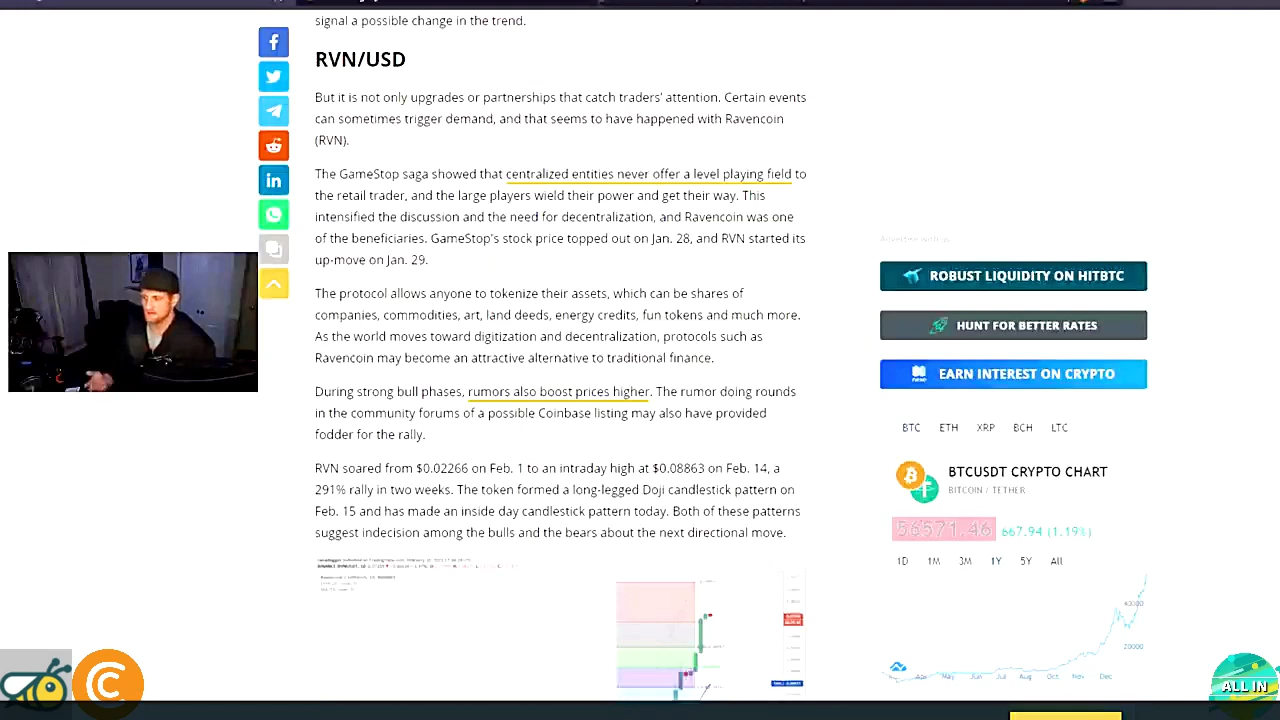 signal a possible change in the trend.
RVN/USD
But it is not only upgrades or partnerships that catch traders' attention. Certain events
can sometimes trigger demand, and that seems to have happened with Ravencoin
(RVN).
The GameStop saga showed that centralized entities never offer a level playing field to
the retail trader, and the large players wield their power and get their way. This
intensified the discussion and the need for decentralization, and Ravencoin was one
of the beneficiaries. GameStop's stock price topped out on Jan. 28, and RVN started its
up-move on Jan. 29.
The protocol allows anyone to tokenize their assets, which can be shares of
companies, commodities, art, land deeds, energy credits, fun tokens and much more.
As the world moves toward digitization and decentralization, protocols such as
Ravencoin may become an attractive alternative to traditional finance.
During strong bull phases, rumors also boost prices higher. The rumor doing rounds
in the community forums of a possible Coinbase listing may also have provided
fodder for the rally.
RVN soared from $0.02266 on Feb. 1 to an intraday high at $0.08863 on Feb. 14, a
291% rally in two weeks. The token formed a long-legged Doji candlestick pattern on
Feb. 15 and has made an inside day candlestick pattern today. Both of these patterns
suggest indecision among the bulls and the bears about the next directional move.
ROBUST LIQUIDITY ON HITBTC
HUNT FOR BETTER RATES
EARN INTEREST ON CRYPTO
BTC ETH XRP BCH LTC
BTCUSDT CRYPTO CHART
BITCOIN / TETHER
56571.46 667.94 (1.19%)
1D 1M 3M 1Y 5Y All
40000
20000
Apr May Jun Jul Aug Oct Nov Dec
ALL IN